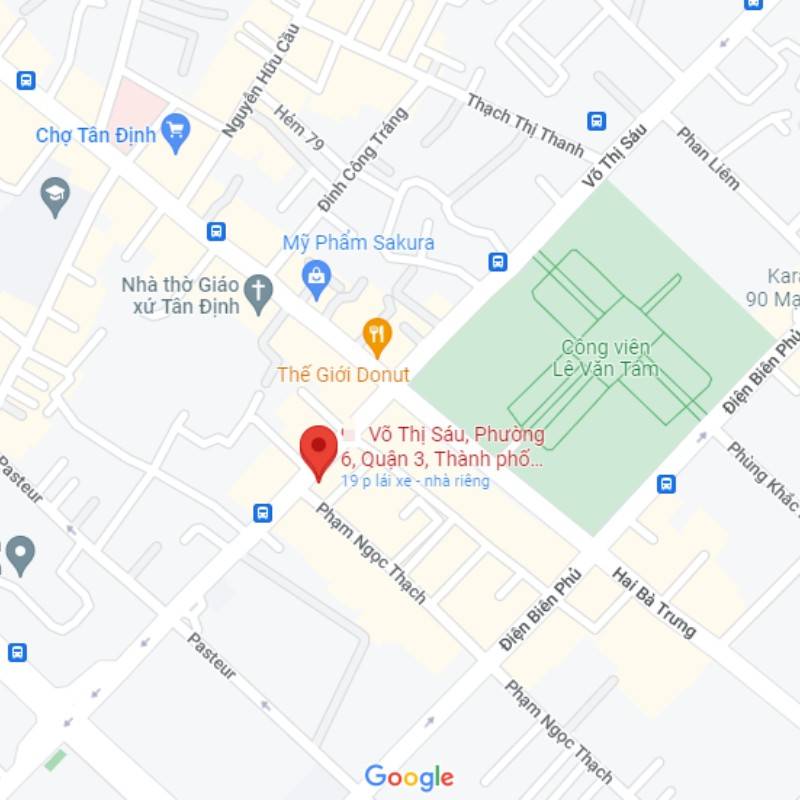 Nguyễn Hữu Cầu
Hẻm 79
Thạch Thị Thanh
Chợ Tân Định
Đinh Công Tráng
Võ Thị Sáu
Phan Liêm
Mỹ Phẩm Sakura
Nhà thờ Giáo
xứ Tân Định
Kara
90 Mạ
Công viên
Lê Văn Tám
Thế Giới Donut
Điện Biên Phủ
Võ Thị Sáu, Phường
6, Quận 3, Thành phố...
19 p lái xe - nhà riêng
Pasteur
Phùng Khắc
Phạm Ngọc Thạch
Hai Bà Trưng
Điện Biên Phủ
Pasteur
Phạm Ngọc Thạch
Google